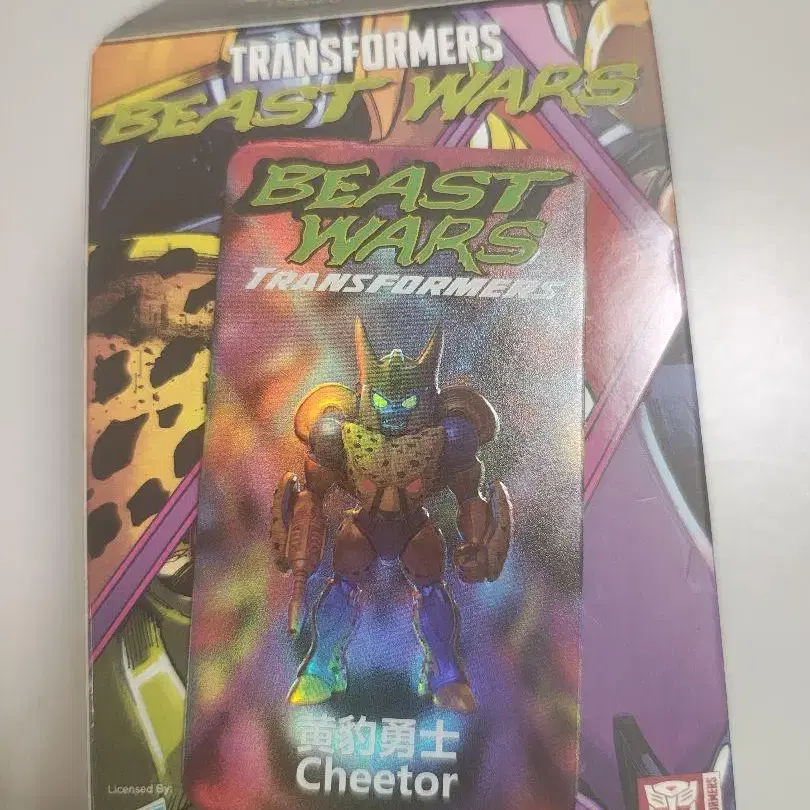 TRANSFORMERS
BEAST WARS
BEAST
WARS
TRANSFORMERS
黄豹勇士
Cheetor
Licensed By: